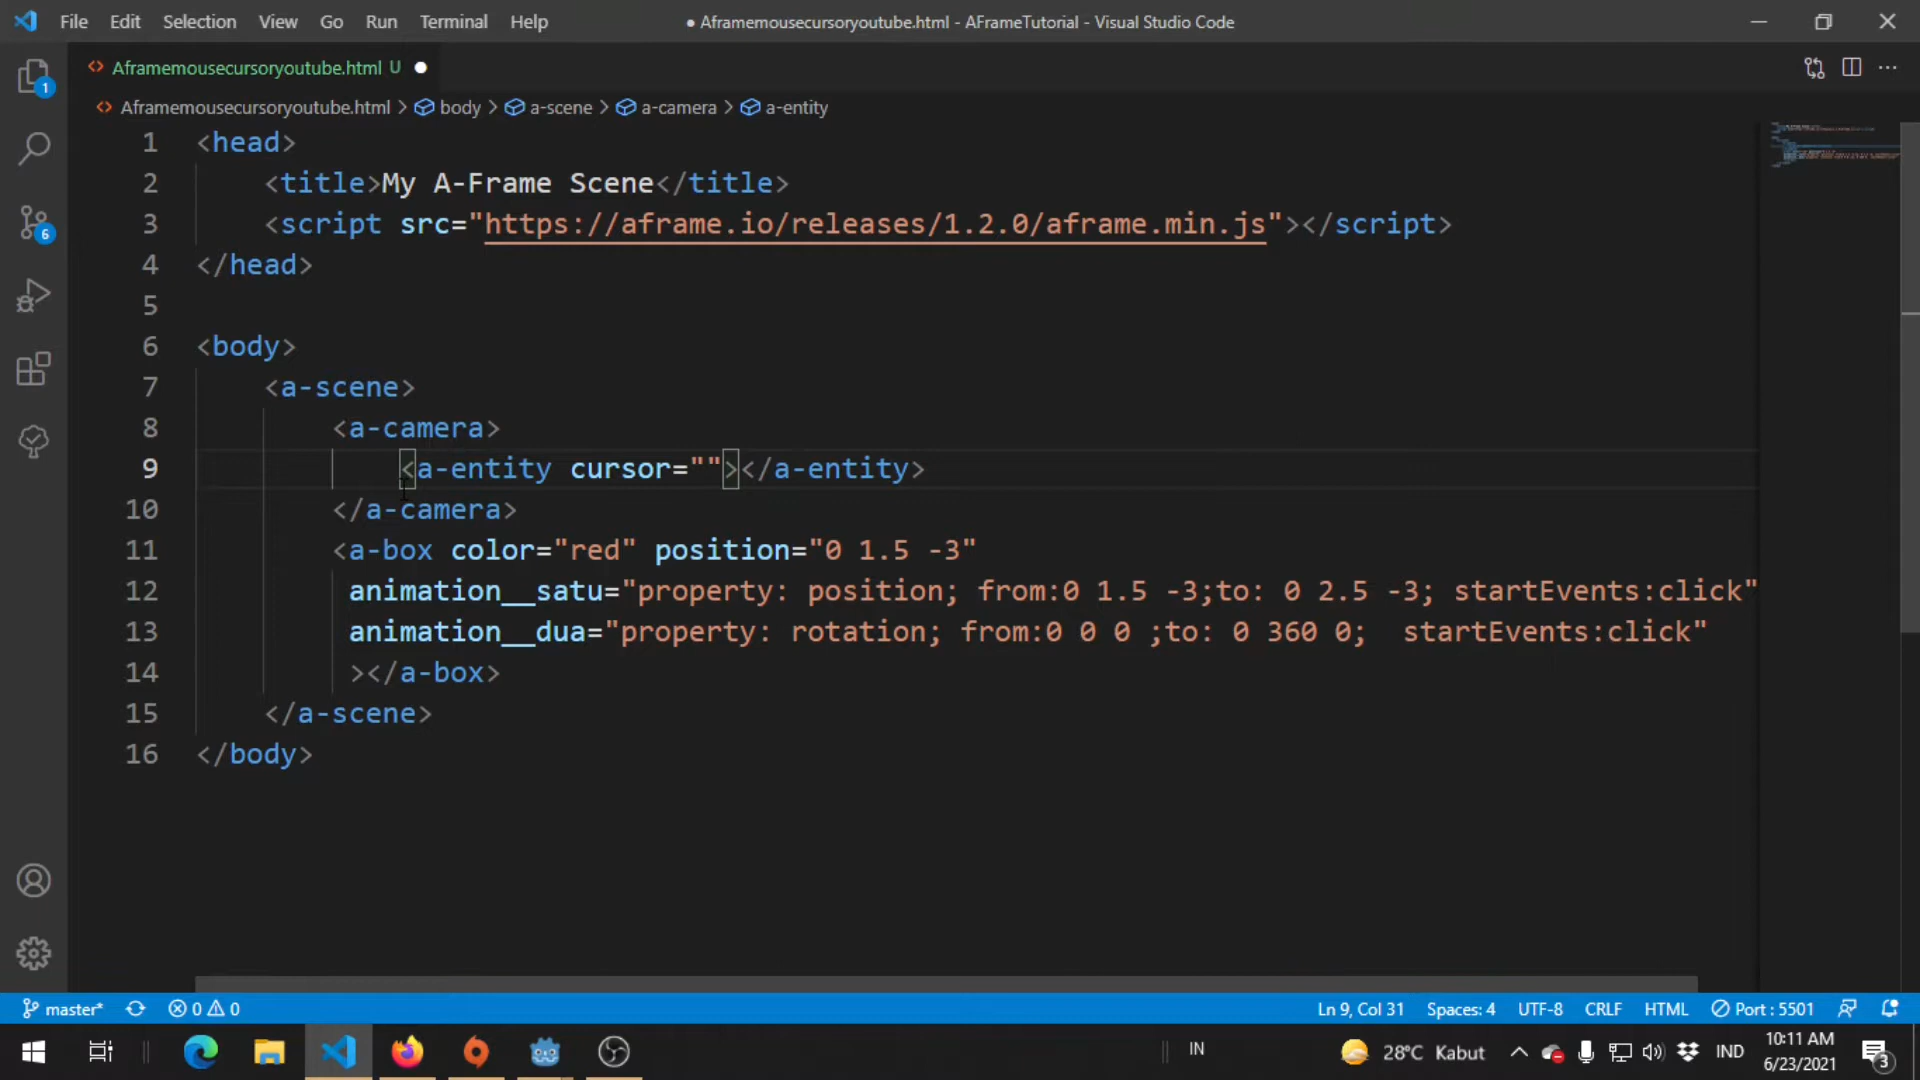 File Edit Selection View Go Run Terminal Help ● Aframemousecursoryoutube.html - AFrameTutorial - Visual Studio Code
Aframemousecursoryoutube.html U ●
Aframemousecursoryoutube.html > body > a-scene > a-camera > a-entity
1 <head>
2 <title>My A-Frame Scene</title>
3 <script src="https://aframe.io/releases/1.2.0/aframe.min.js"></script>
4 </head>
5
6 <body>
7 <a-scene>
8 <a-camera>
9 <a-entity cursor=""></a-entity>
10 </a-camera>
11 <a-box color="red" position="0 1.5 -3"
12 animation__satu="property: position; from:0 1.5 -3;to: 0 2.5 -3; startEvents:click"
13 animation__dua="property: rotation; from:0 0 0 ;to: 0 360 0;  startEvents:click"
14 ></a-box>
15 </a-scene>
16 </body>
1
6
master* 0 0 Ln 9, Col 31 Spaces: 4 UTF-8 CRLF HTML Port : 5501
IN 28°C Kabut IND 10:11 AM
6/23/2021
3